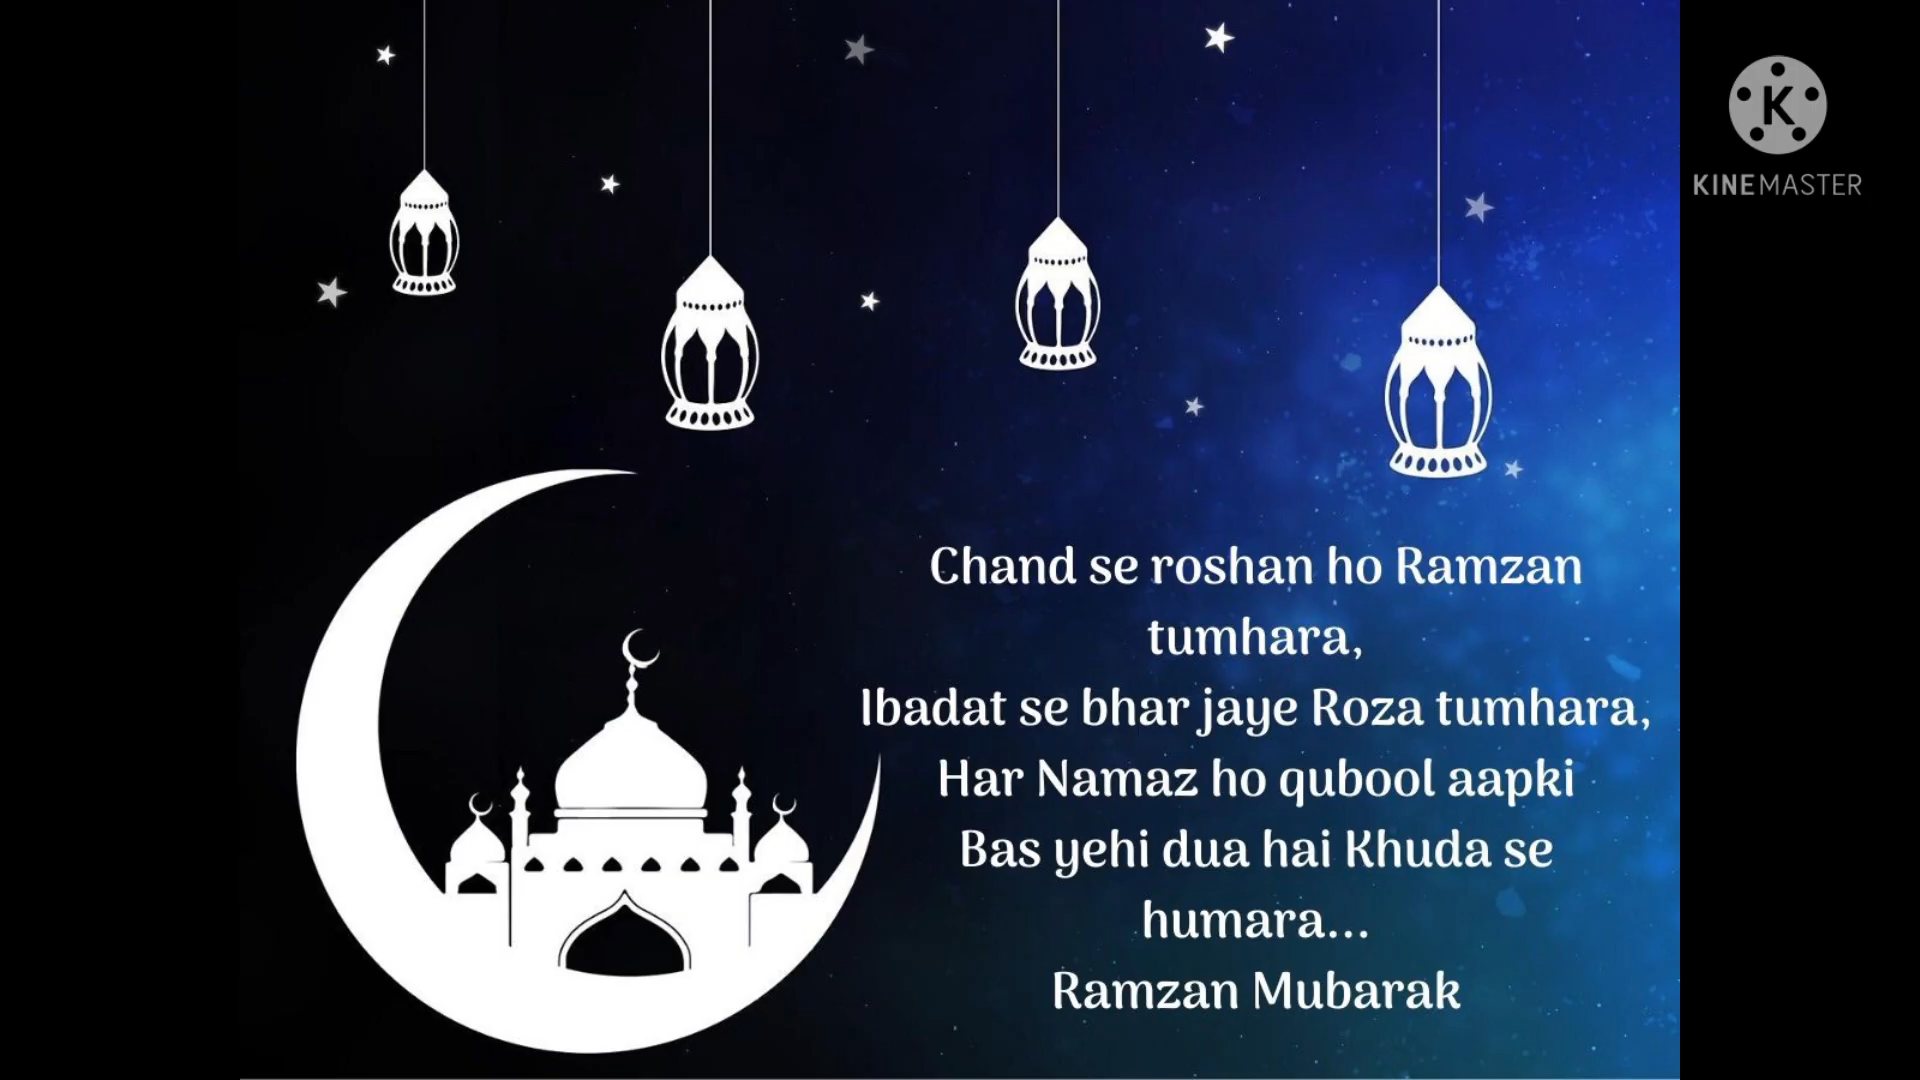 K
KINEMASTER
Chand se roshan ho Ramzan
tumhara,
Ibadat se bhar jaye Roza tumhara,
Har Namaz ho qubool aapki
Bas yehi dua hai Khuda se
humara...
Ramzan Mubarak